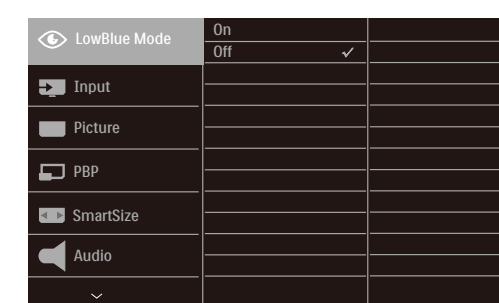 LowBlue Mode
On
Off
Input
Picture
PBP
SmartSize
Audio